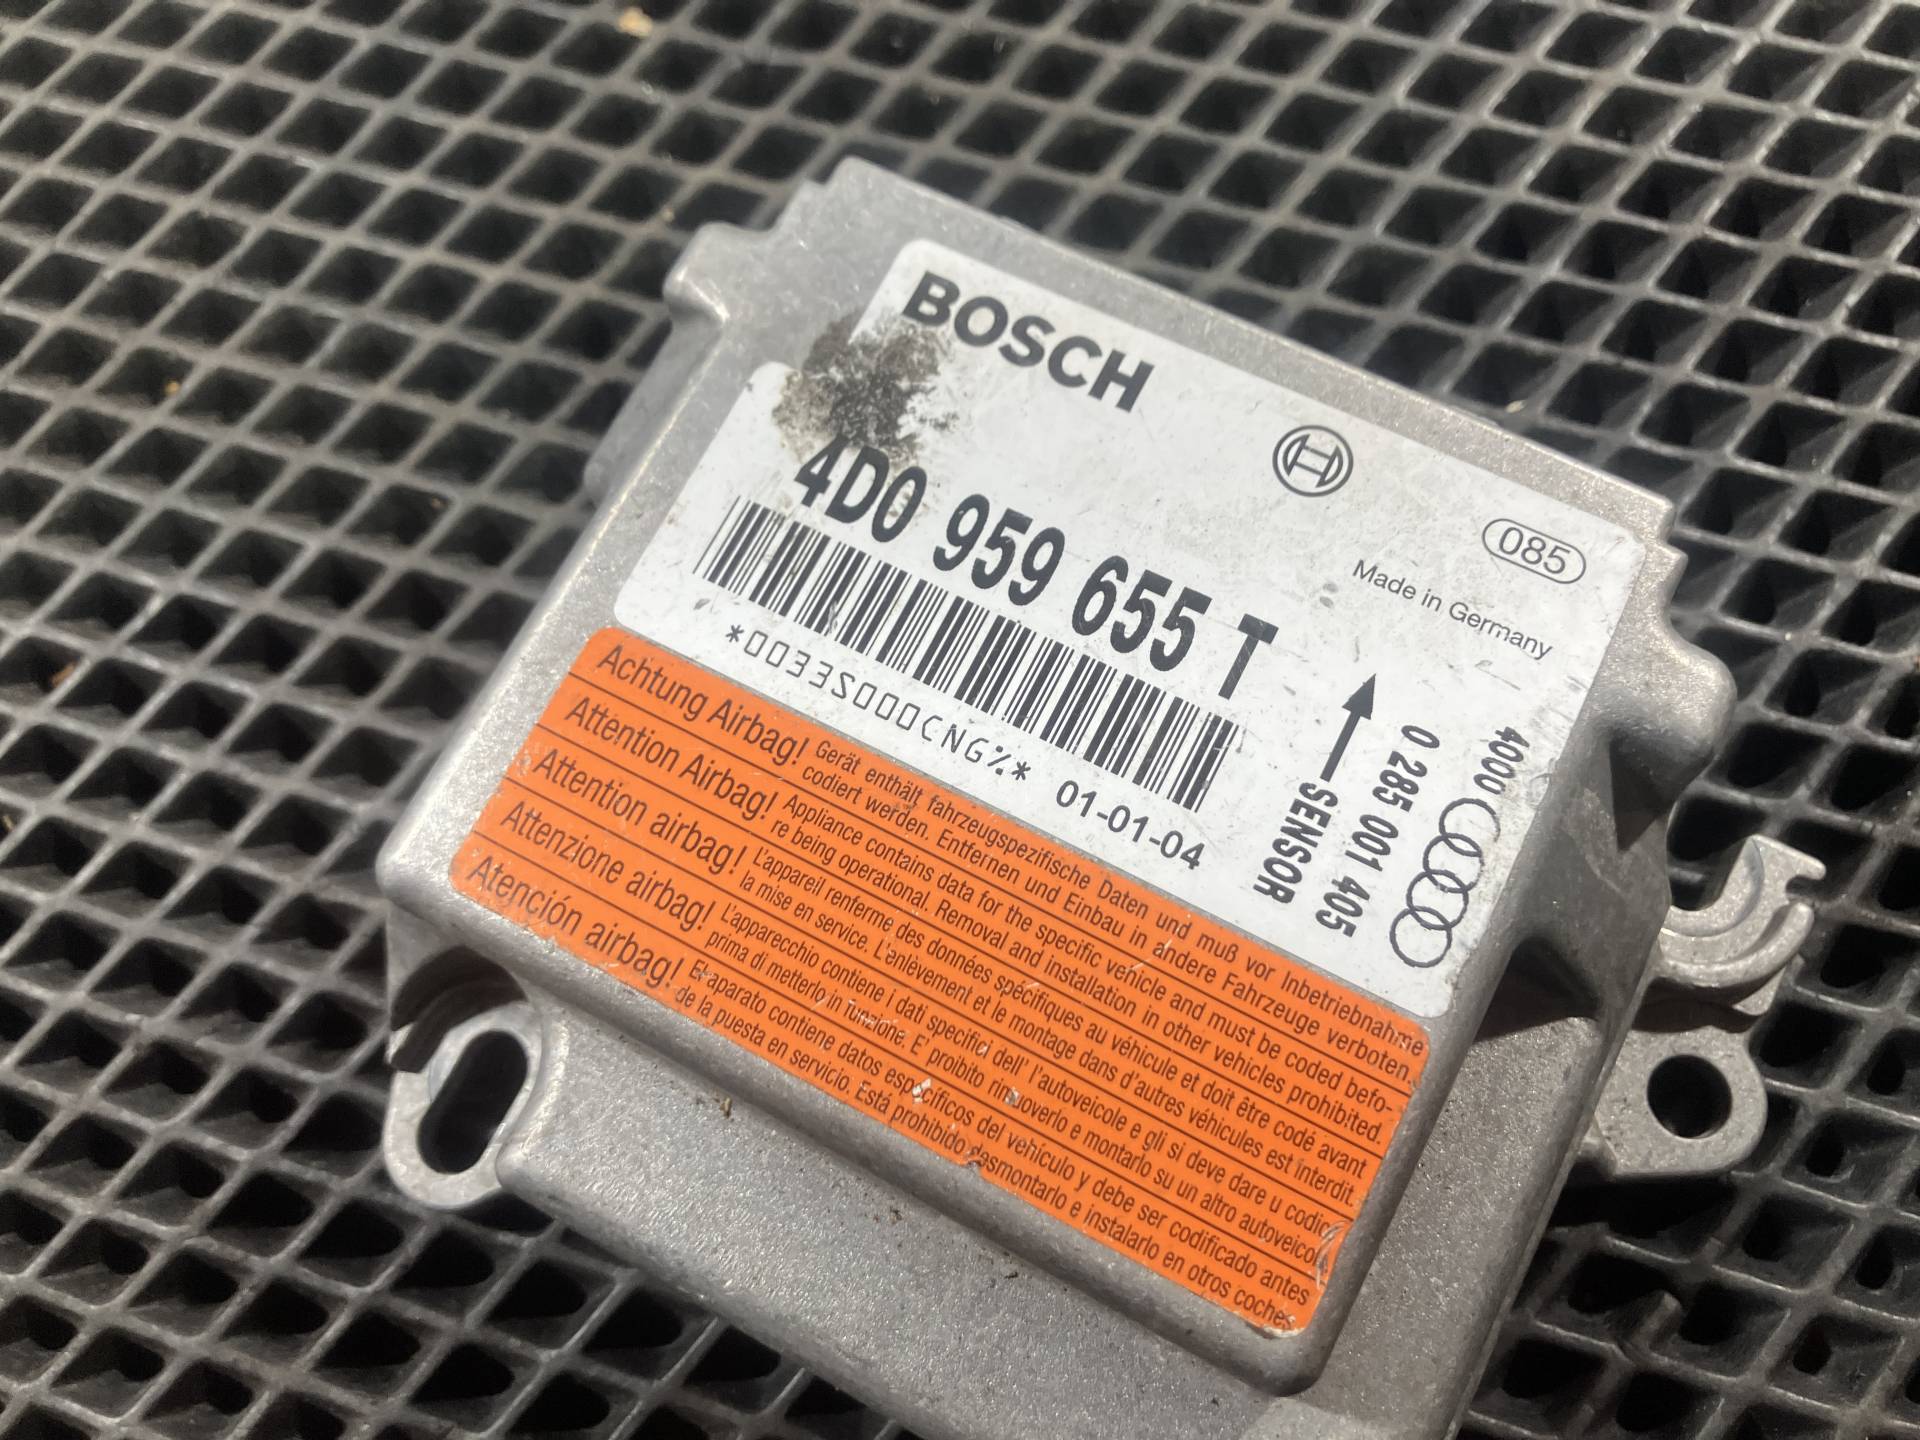 BOSCH
085
Made in Germany
4D0 959 655 T
*0033S000CNG%*
01-01-04
SENSOR
0 285 001 405
4000
Achtung Airbag! Gerät enthält fahrzeugspezifische Daten und muß vor Inbetriebnahme
codiert werden. Entfernen und Einbau in andere Fahrzeuge verboten.
Attention Airbag! Appliance contains data for the specific vehicle and must be coded befo-
re being operational. Removal and installation in other vehicles prohibited.
Attention airbag! L'appareil renferme des données spécifiques au véhicule et doit être codé avant
la mise en service. L'enlèvement et le montage dans d'autres véhicules est interdit.
Attenzione airbag! L'apparecchio contiene i dati specifici dell' l'autoveicole e gli si deve dare u codic
prima di metterlo in funzione. E' proibito rimuoverlo e montarlo su un altro autoveicol
Atención airbag! El aparato contiene datos específicos del vehículo y debe ser codificado antes
de la puesta en servicio. Está prohibido desmontarlo e instalarlo en otros coches.